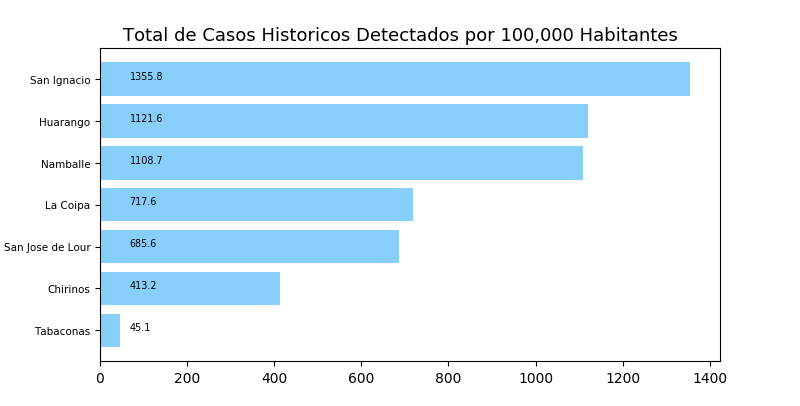 Total de Casos Historicos Detectados por 100,000 Habitantes
San Ignacio 1355.8
Huarango 1121.6
Namballe 1108.7
La Coipa 717.6
San Jose de Lour 685.6
Chirinos 413.2
Tabaconas 45.1
0 200 400 600 800 1000 1200 1400